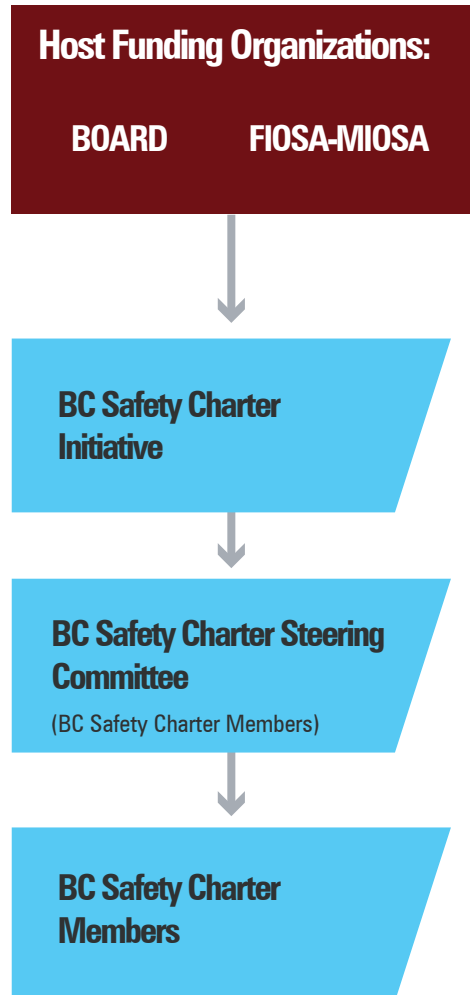 Host Funding Organizations:
BOARD FIOSA-MIOSA
BC Safety Charter
Initiative
BC Safety Charter Steering
Committee
(BC Safety Charter Members)
BC Safety Charter
Members